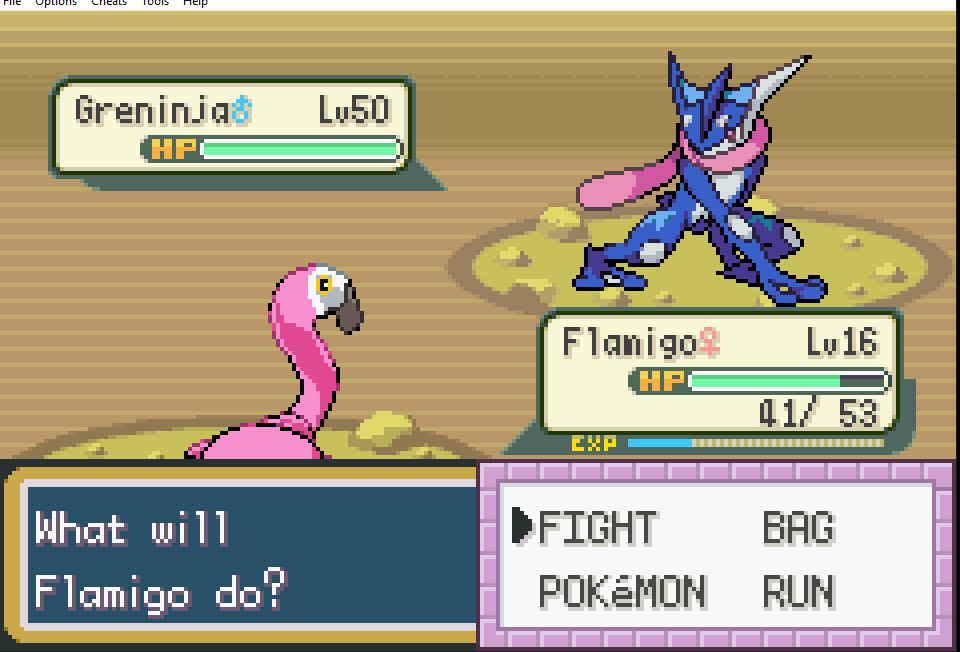 File Options Cheats Tools Help
Greninja♂ Lv50
HP
Flamigo♀ Lv16
HP
41/ 53
EXP
What will
Flamigo do?
FIGHT BAG
POKéMON RUN